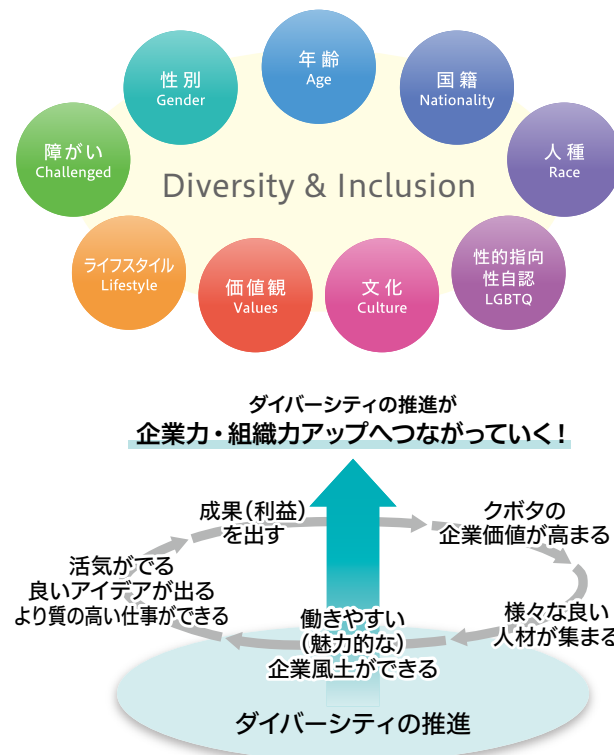 年齢
Age
性別
Gender
国籍
Nationality
障がい
Challenged
人種
Race
Diversity & Inclusion
ライフスタイル
Lifestyle
価値観
Values
文化
Culture
性的指向
性自認
LGBTQ
ダイバーシティの推進が
企業力・組織力アップへつながっていく！
成果（利益）
を出す
クボタの
企業価値が高まる
活気がでる
良いアイデアが出る
より質の高い仕事ができる
様々な良い
人材が集まる
働きやすい
（魅力的な）
企業風土ができる
ダイバーシティの推進